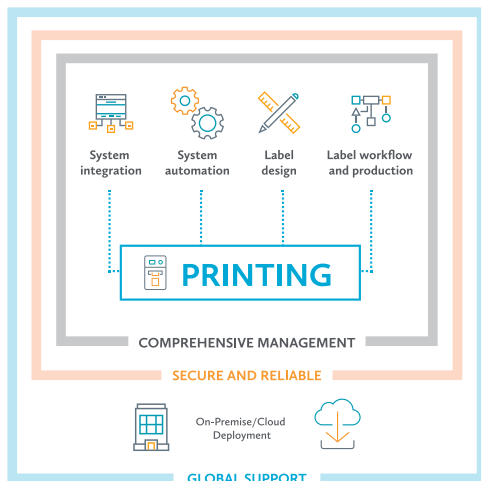 System
integration
System
automation
Label
design
Label workflow
and production
PRINTING
COMPREHENSIVE MANAGEMENT
SECURE AND RELIABLE
On-Premise/Cloud
Deployment
GLOBAL SUPPORT